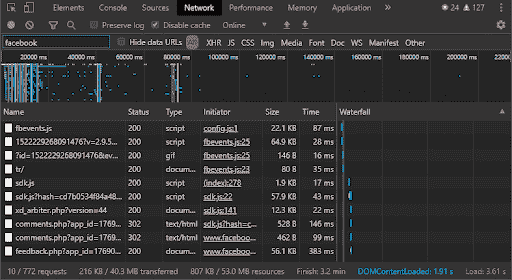 Elements Console Sources Network Performance Memory Application » 24 127
Preserve log Disable cache Online
facebook Hide data URLs All XHR JS CSS Img Media Font Doc WS Manifest Other
20000 ms 40000 ms 60000 ms 80000 ms 100000 ms 120000 ms 140000 ms 160000 ms 180000 ms 200000 ms 2200
Name Status Type Initiator Size Time Waterfall
fbevents.js 200 script config.js:1 22.1 KB 87 ms
1522229268091476?v=2.9.5... 200 script fbevents.js:25 64.9 KB 28 ms
?id=1522229268091476&ev... 200 gif fbevents.js:25 146 B 16 ms
tr/ 200 docum... fbevents.js:23 80 B 35 ms
sdk.js 200 script (index):278 1.9 KB 17 ms
sdk.js?hash=cd7b0534f84a48... 200 script sdk.js:22 57.9 KB 43 ms
xd_arbiter.php?version=44 200 docum... sdk.js:141 12.3 KB 22 ms
comments.php?app_id=1769... 302 text/html sdk.js?hash=... 528 B 146 ms
comments.php?app_id=1769... 302 text/html www.faceboo... 462 B 99 ms
feedback.php?app_id=17690... 200 docum... www.faceboo... 56.1 KB 383 ms
10 / 772 requests 216 KB / 40.3 MB transferred 807 KB / 53.0 MB resources Finish: 3.2 min DOMContentLoaded: 1.91 s Load: 3.61 s